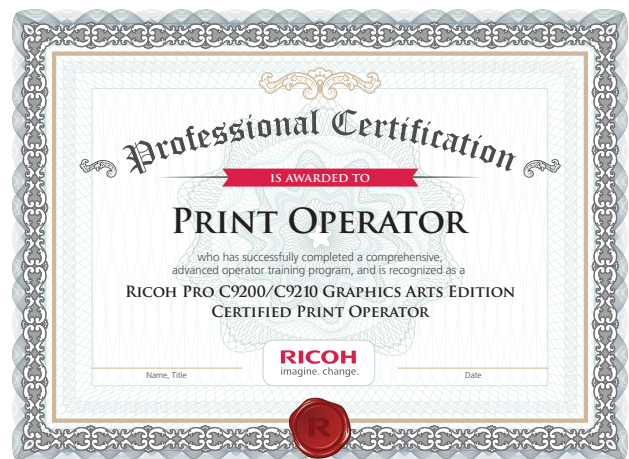 Professional Certification
IS AWARDED TO
PRINT OPERATOR
who has successfully completed a comprehensive,
advanced operator training program, and is recognized as a
RICOH PRO C9200/C9210 GRAPHICS ARTS EDITION
CERTIFIED PRINT OPERATOR
RICOH
imagine. change.
Name, Title
Date
R